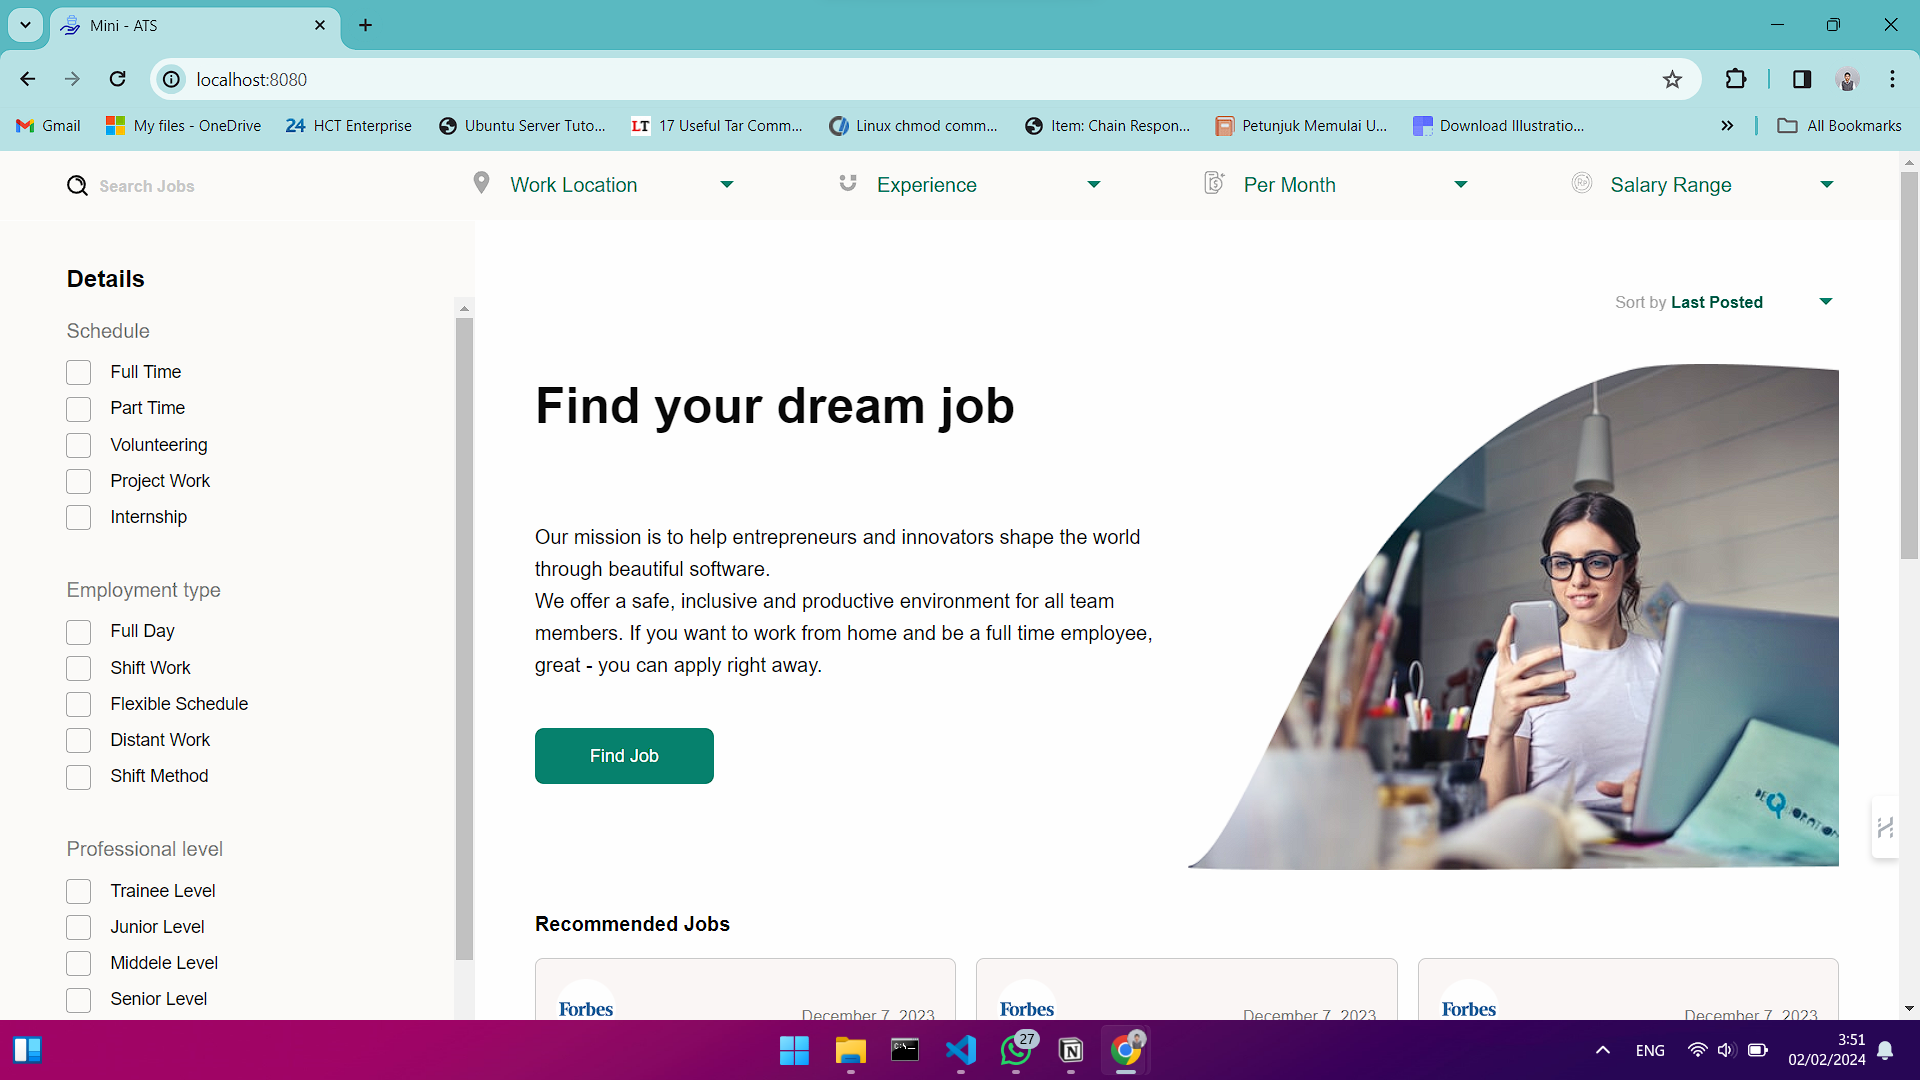 Mini - ATS
localhost:8080
Gmail
My files - OneDrive
24 HCT Enterprise
Ubuntu Server Tuto...
LT 17 Useful Tar Comm...
Linux chmod comm...
Item: Chain Respon...
Petunjuk Memulai U...
Download Illustratio...
All Bookmarks
Search Jobs
Work Location
Experience
Per Month
Rp Salary Range
Details
Schedule
Full Time
Part Time
Volunteering
Project Work
Internship
Employment type
Full Day
Shift Work
Flexible Schedule
Distant Work
Shift Method
Professional level
Trainee Level
Junior Level
Middele Level
Senior Level
Sort by Last Posted
Find your dream job
Our mission is to help entrepreneurs and innovators shape the world
through beautiful software.
We offer a safe, inclusive and productive environment for all team
members. If you want to work from home and be a full time employee,
great - you can apply right away.
Find Job
Recommended Jobs
Forbes
December 7, 2023
Forbes
December 7, 2023
Forbes
December 7, 2023
27
ENG
3:51
02/02/2024